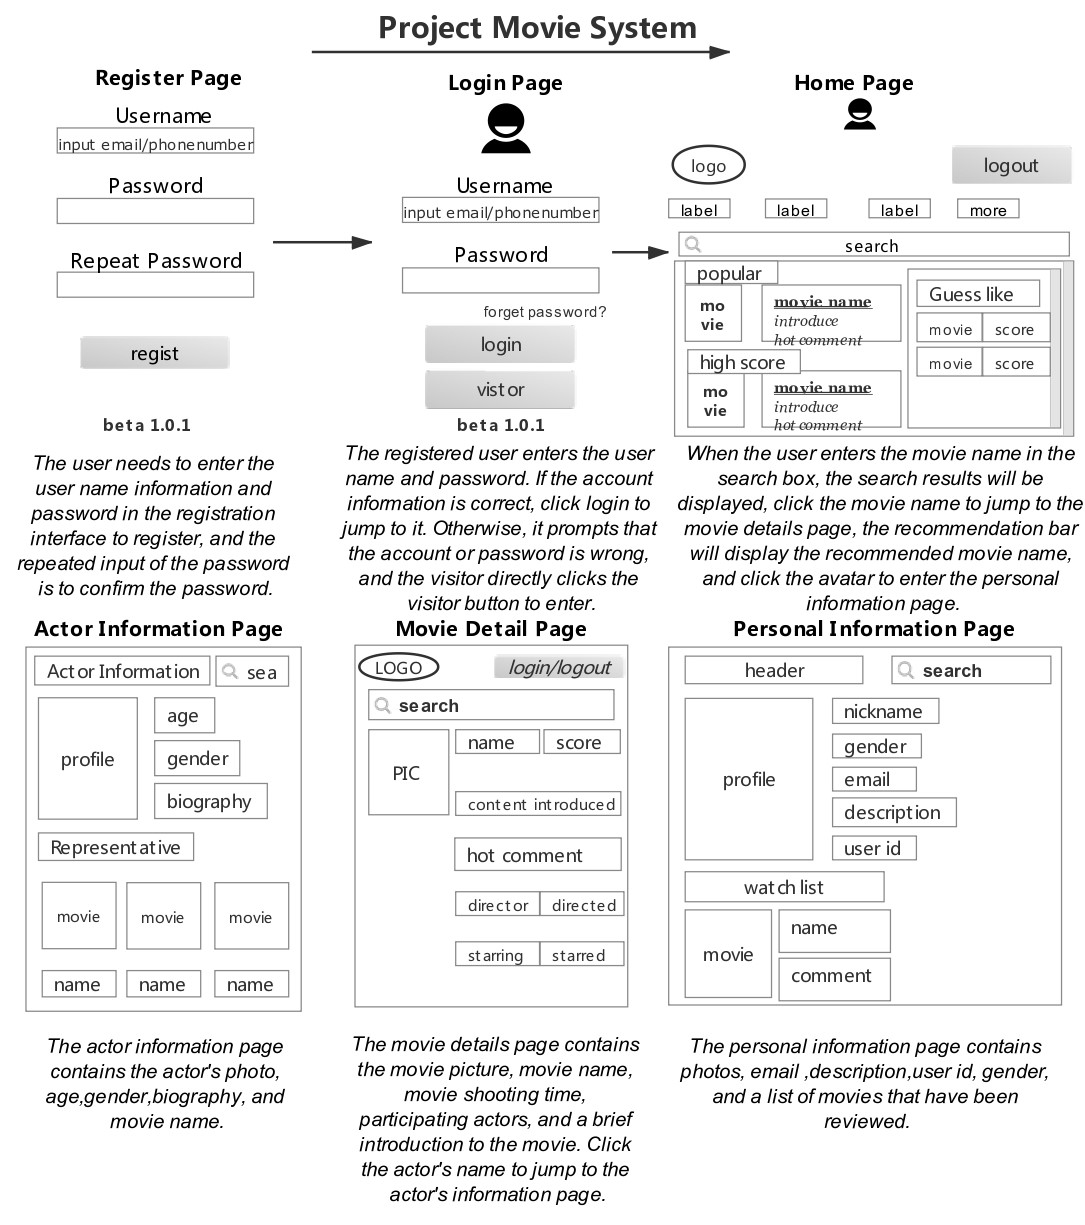 Project Movie System
Register Page
Username
input email/phonenumber
Password
Repeat Password
regist
beta 1.0.1
The user needs to enter the
user name information and
password in the registration
interface to register, and the
repeated input of the password
is to confirm the password.
Login Page
Username
input email/phonenumber
Password
forget password?
login
vistor
beta 1.0.1
The registered user enters the user
name and password. If the account
information is correct, click login to
jump to it. Otherwise, it prompts that
the account or password is wrong,
and the visitor directly clicks the
visitor button to enter.
Home Page
logo
logout
label label label more
search
popular
mo
vie
movie name
introduce
hot comment
high score
mo
vie
movie name
introduce
hot comment
Guess like
movie score
movie score
When the user enters the movie name in the
search box, the search results will be
displayed, click the movie name to jump to the
movie details page, the recommendation bar
will display the recommended movie name,
and click the avatar to enter the personal
information page.
Actor Information Page
Actor Information
sea
profile
age
gender
biography
Representative
movie movie movie
name name name
The actor information page
contains the actor's photo,
age,gender,biography, and
movie name.
Movie Detail Page
LOGO
login/logout
search
PIC
name score
content introduced
hot comment
director directed
starring starred
The movie details page contains
the movie picture, movie name,
movie shooting time,
participating actors, and a brief
introduction to the movie. Click
the actor's name to jump to the
actor's information page.
Personal Information Page
header
search
profile
nickname
gender
email
description
user id
watch list
movie
name
comment
The personal information page contains
photos, email ,description,user id, gender,
and a list of movies that have been
reviewed.